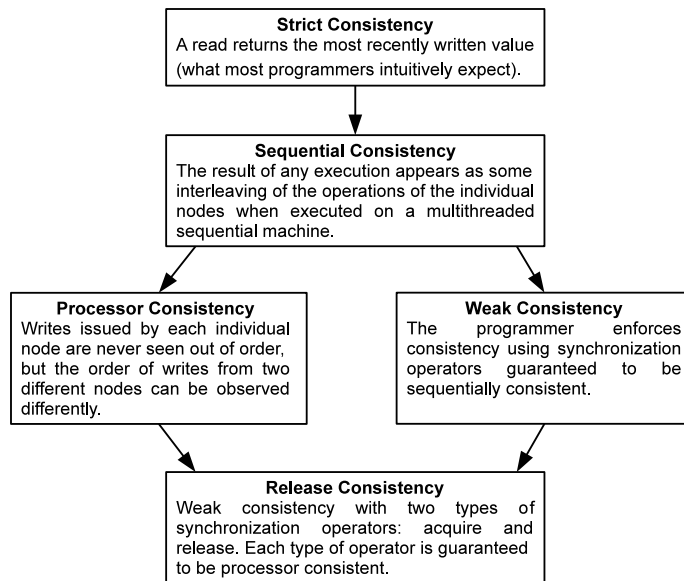 Strict Consistency
A read returns the most recently written value
(what most programmers intuitively expect).
Sequential Consistency
The result of any execution appears as some
interleaving of the operations of the individual
nodes when executed on a multithreaded
sequential machine.
Processor Consistency
Writes issued by each individual
node are never seen out of order,
but the order of writes from two
different nodes can be observed
differently.
Weak Consistency
The programmer enforces
consistency using synchronization
operators guaranteed to be
sequentially consistent.
Release Consistency
Weak consistency with two types of
synchronization operators: acquire and
release. Each type of operator is guaranteed
to be processor consistent.